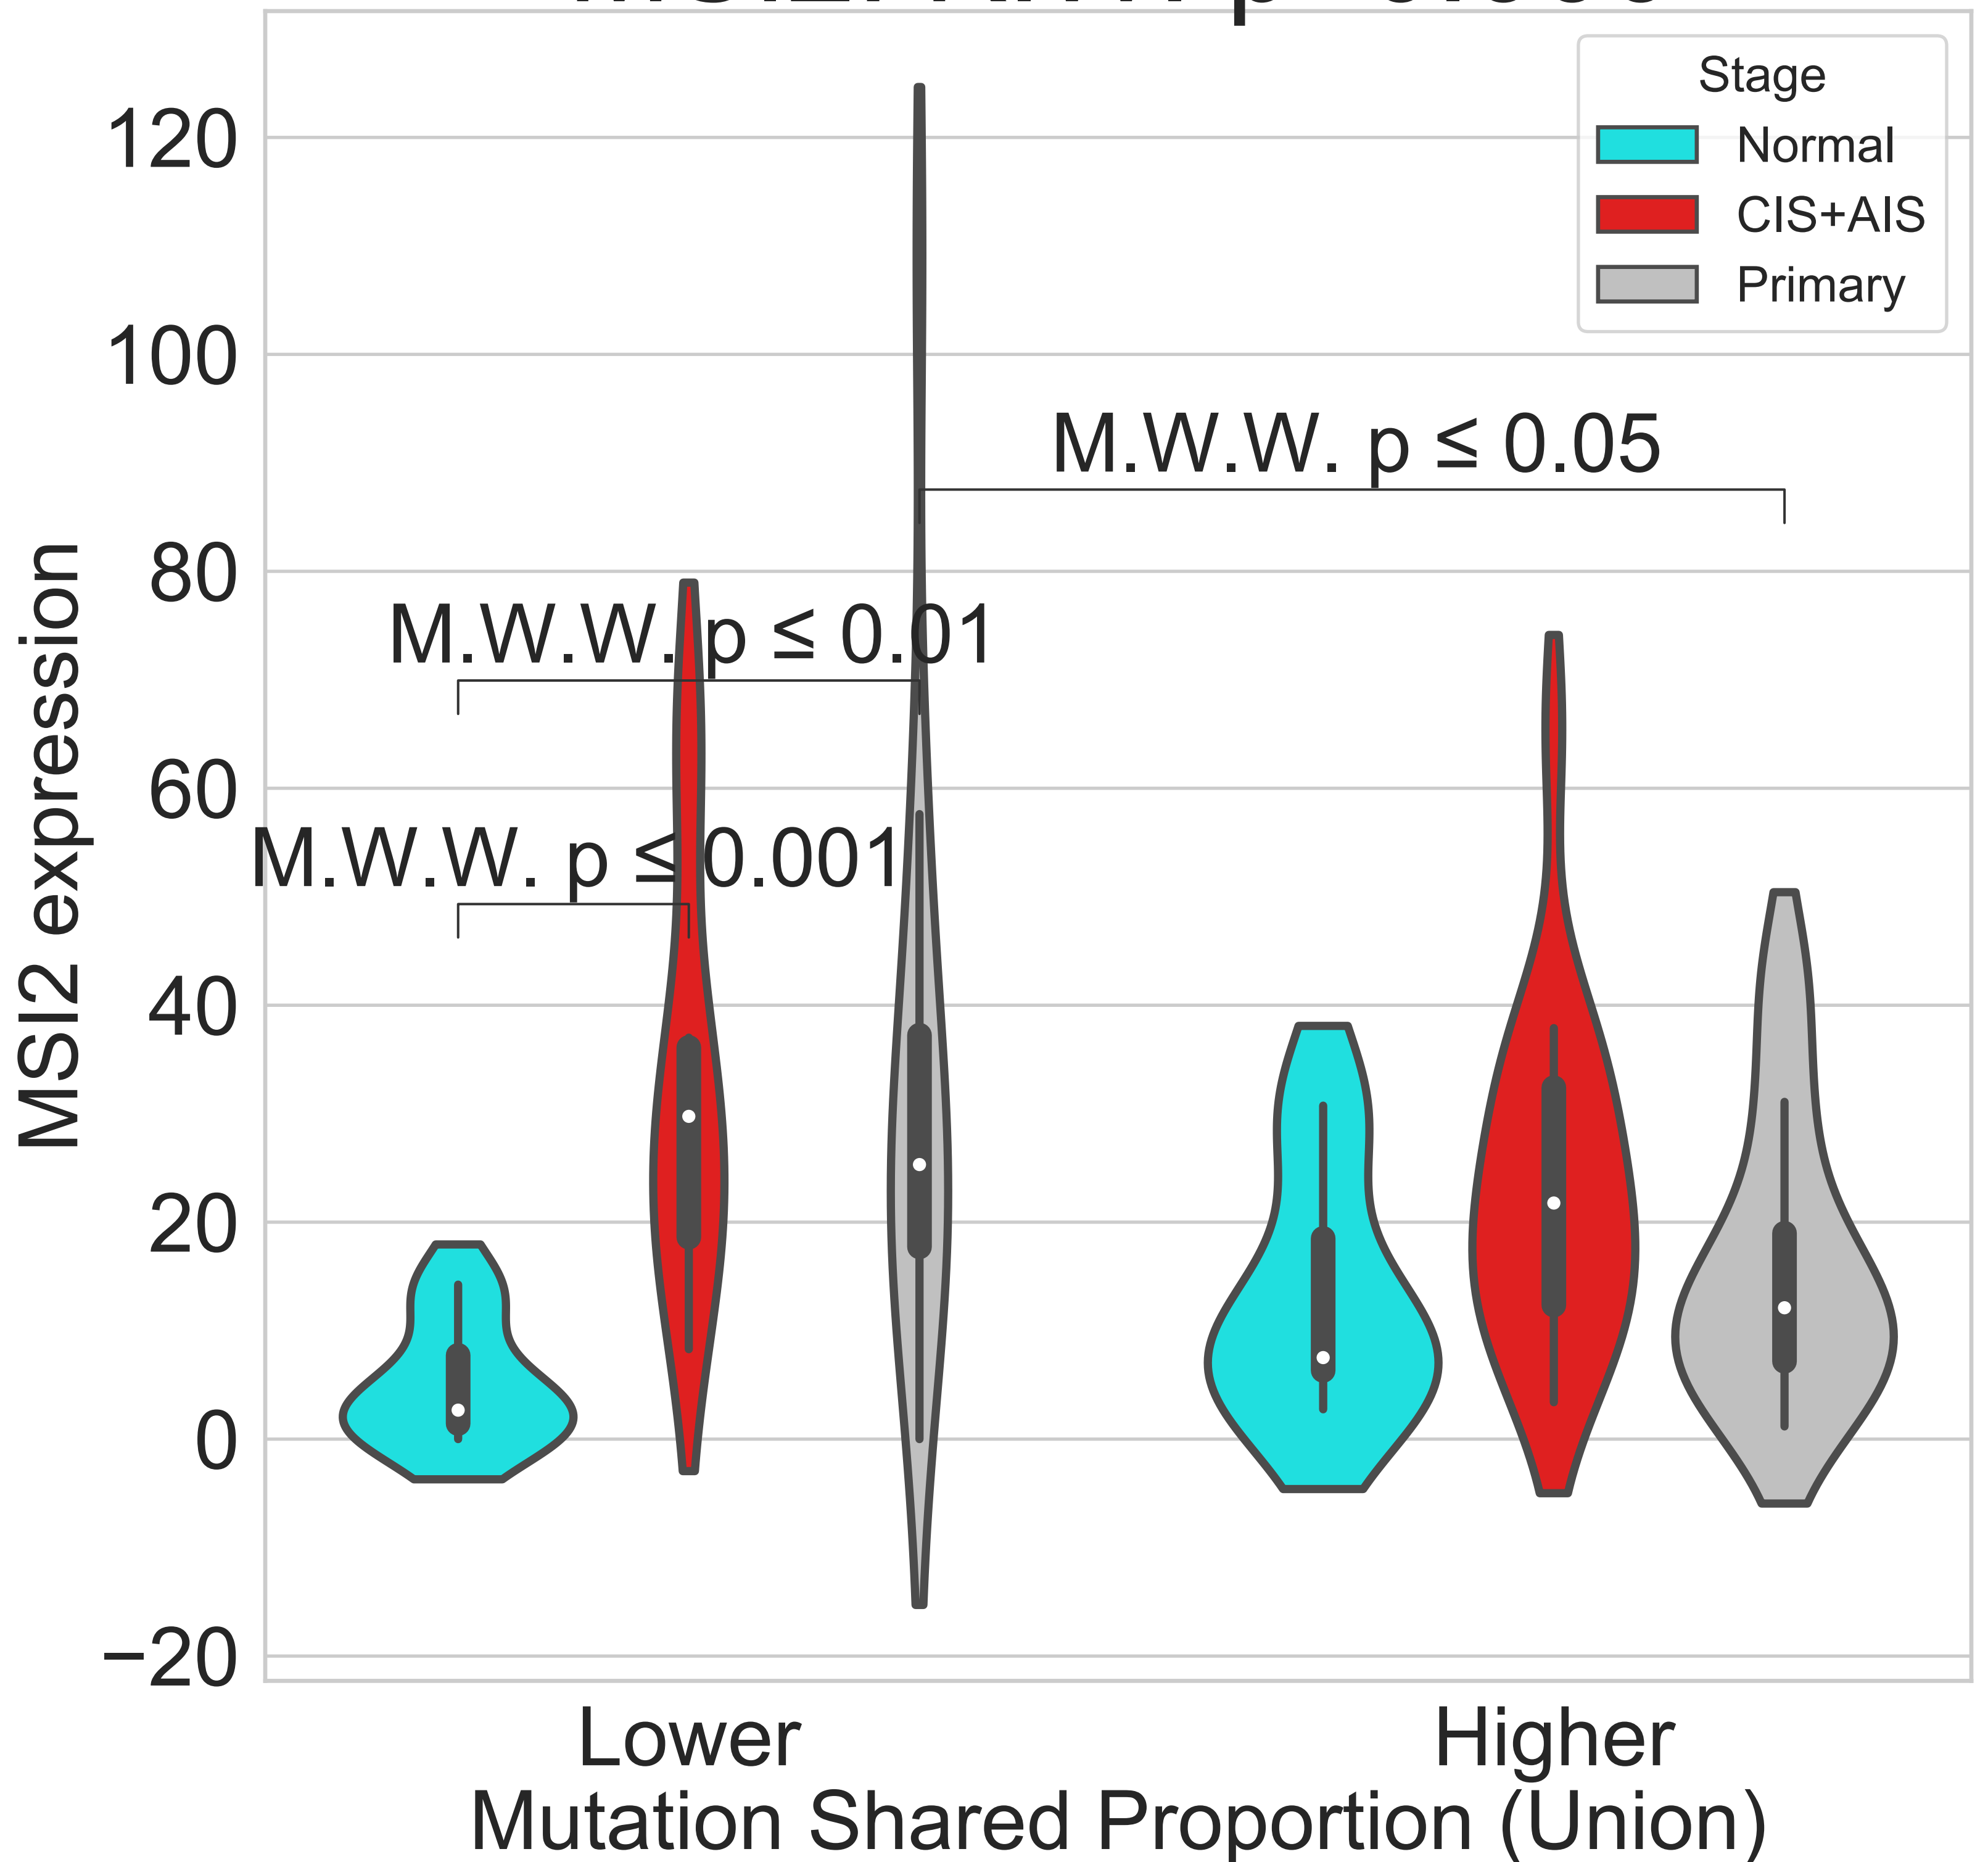 Stage
Normal
CIS+AIS
Primary
120
100
80
60
40
20
0
−20
MSI2 expression
M.W.W. p ≤ 0.05
M.W.W. p ≤ 0.01
M.W.W. p ≤ 0.001
Lower
Higher
Mutation Shared Proportion (Union)